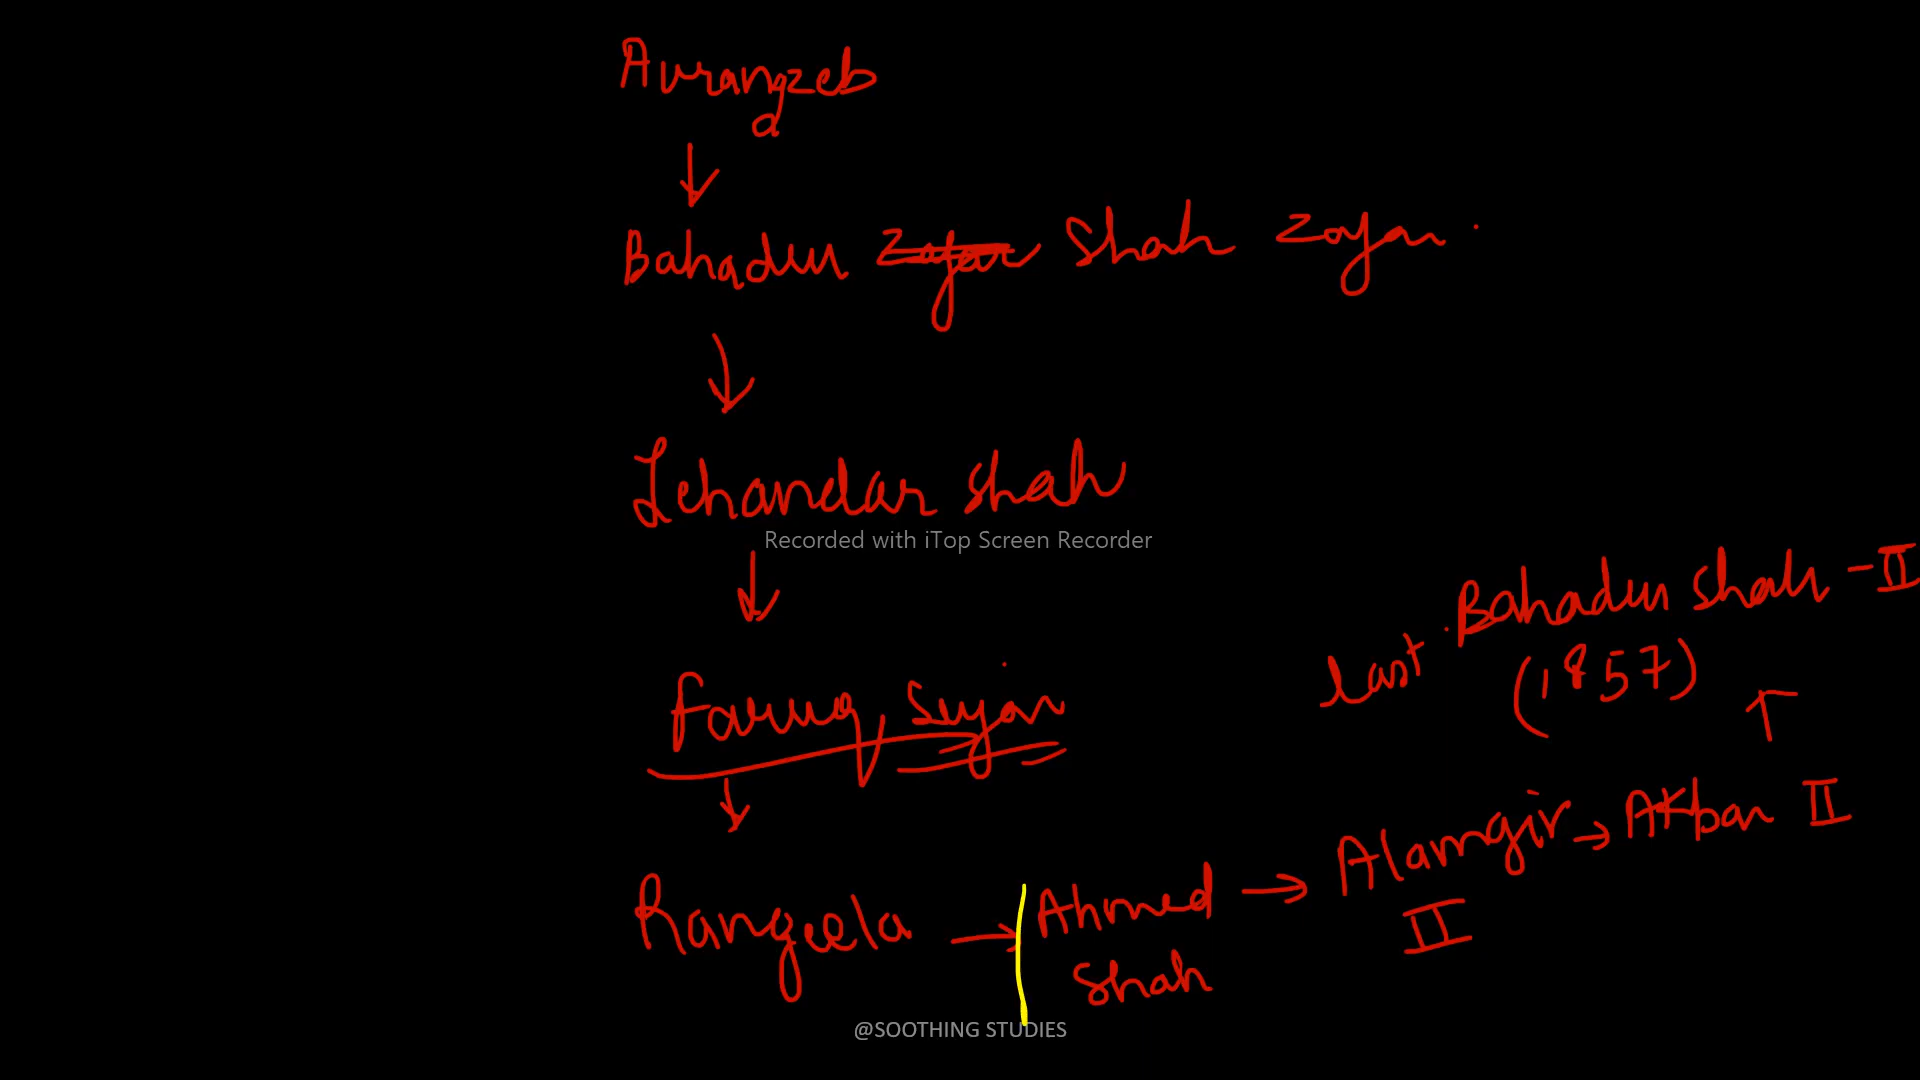 Aurangzeb
Bahadur Zafar Shah Zafar.
Jehandar Shah
Recorded with iTop Screen Recorder
Farruq Siyar
last Bahadur Shah - II
(1857)
Rangeela → Ahmed Shah → Alamgir II → Akbar II
@SOOTHING STUDIES